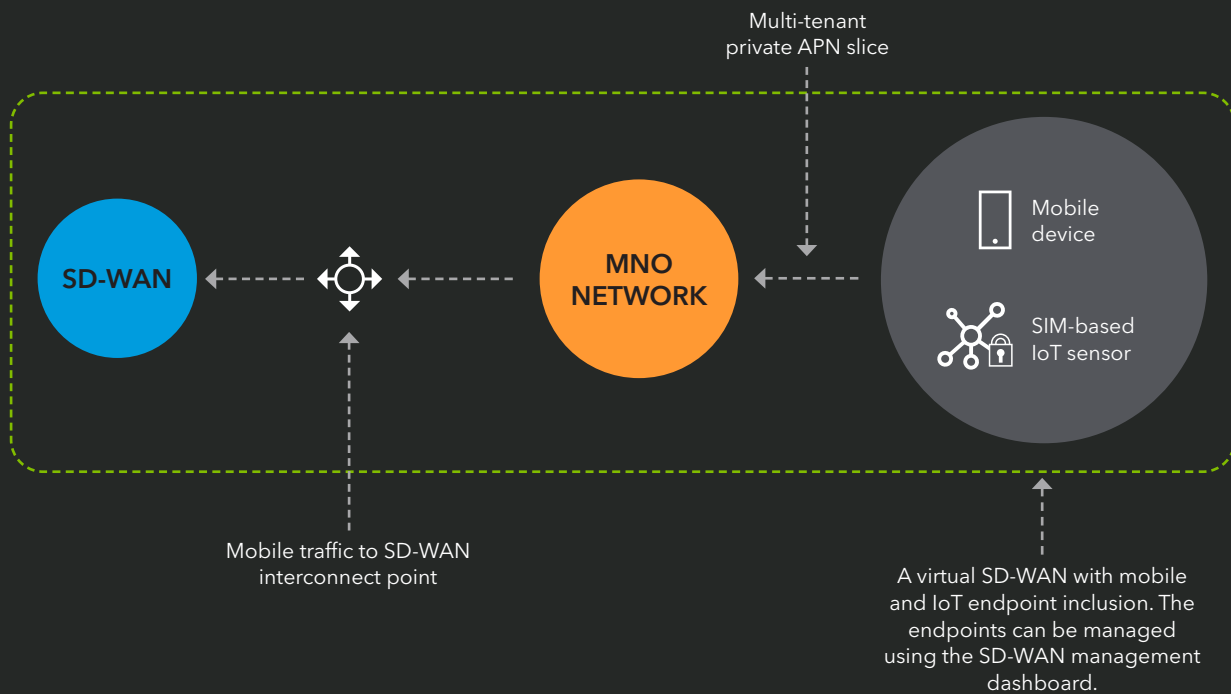 Multi-tenant
private APN slice
SD-WAN
MNO
NETWORK
Mobile
device
SIM-based
IoT sensor
Mobile traffic to SD-WAN
interconnect point
A virtual SD-WAN with mobile
and IoT endpoint inclusion. The
endpoints can be managed
using the SD-WAN management
dashboard.